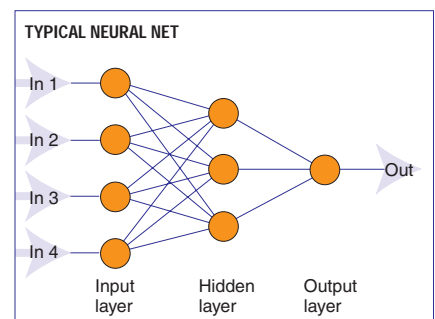 TYPICAL NEURAL NET
In 1
In 2
In 3
In 4
Out
Input layer
Hidden layer
Output layer